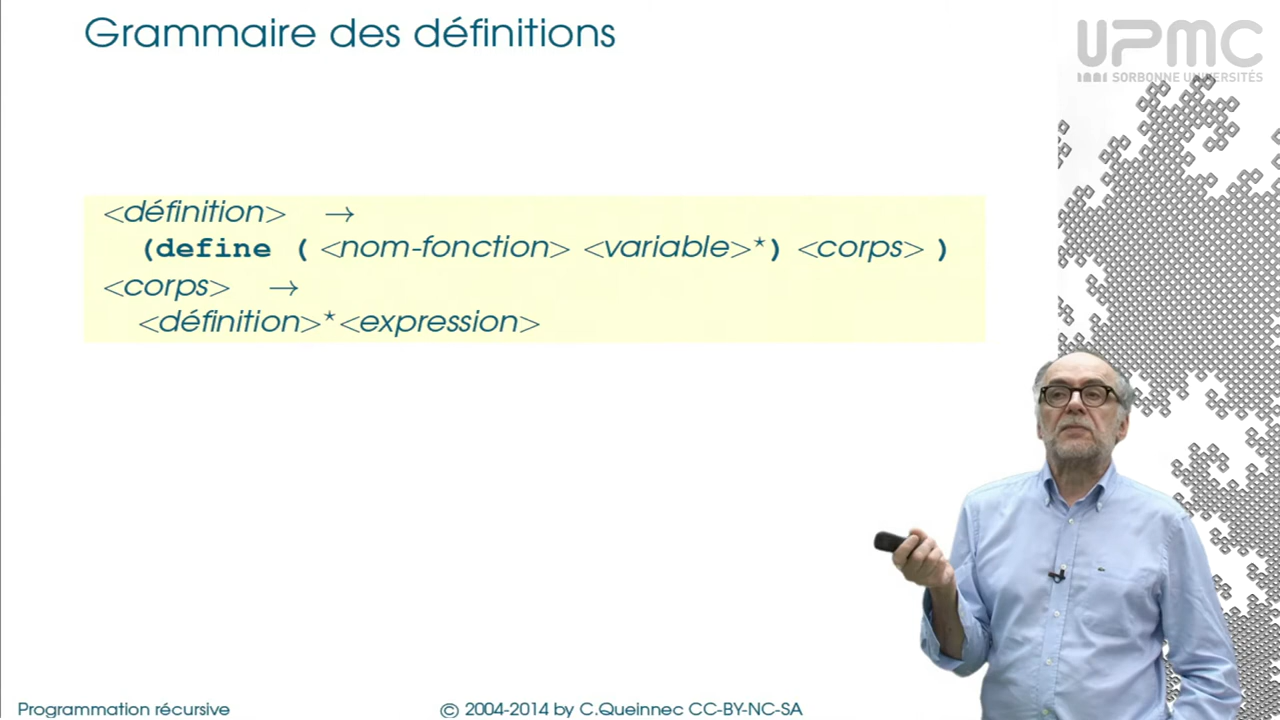 Grammaire des définitions
UPMC
SORBONNE UNIVERSITÉS
<définition> →
(define ( <nom-fonction> <variable>*) <corps> )
<corps> →
<définition>*<expression>
Programmation récursive
© 2004-2014 by C.Queinnec CC-BY-NC-SA